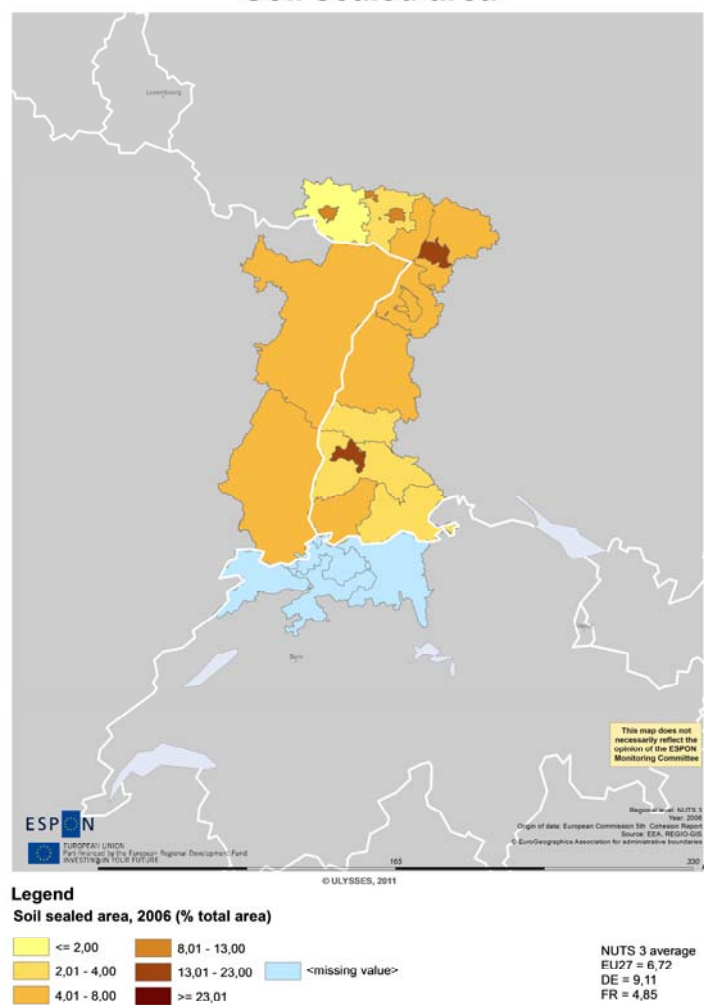 Soil sealed area
Luxembourg
Bern
This map does not
necessarily reflect the
opinion of the ESPON
Monitoring Committee
ESPON
EUROPEAN UNION
Part-financed by the European Regional Development Fund
INVESTING IN YOUR FUTURE
Regional level: NUTS 3
Year: 2006
Origin of data: European Commission 5th Cohesion Report
Source: EEA, REGIO-GIS
© EuroGeographics Association for administrative boundaries
165
330
© ULYSSES, 2011
Legend
Soil sealed area, 2006 (% total area)
<= 2,00
2,01 - 4,00
4,01 - 8,00
8,01 - 13,00
13,01 - 23,00
>= 23,01
<missing value>
NUTS 3 average
EU27 = 6,72
DE = 9,11
FR = 4,85